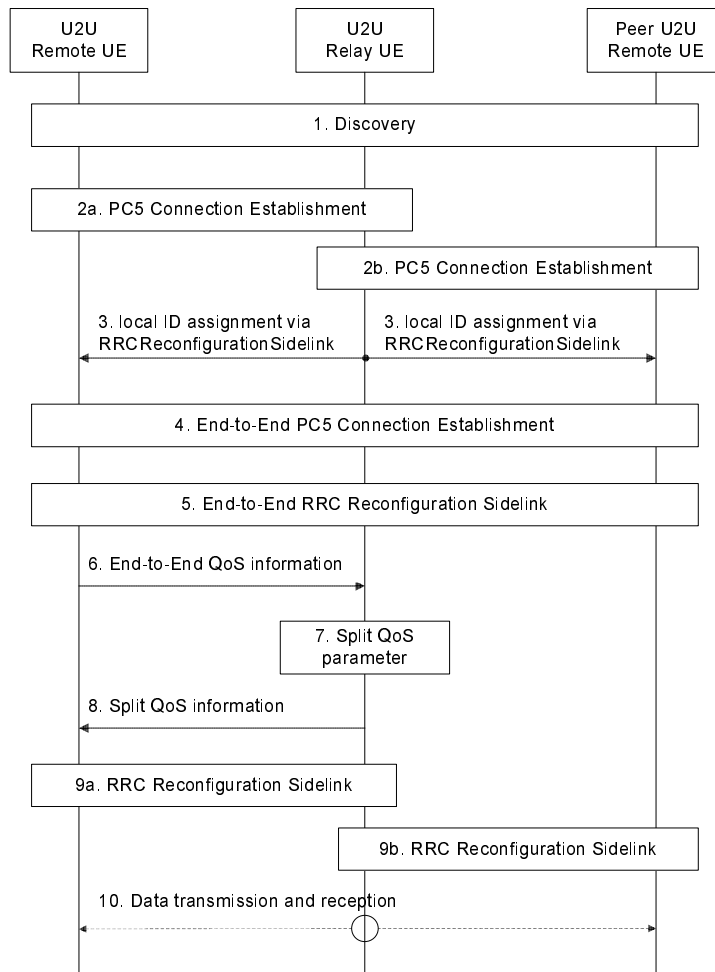 U2U
Remote UE
U2U
Relay UE
Peer U2U
Remote UE
1. Discovery
2a. PC5 Connection Establishment
2b. PC5 Connection Establishment
3. local ID assignment via
RRCReconfigurationSidelink
3. local ID assignment via
RRCReconfigurationSidelink
4. End-to-End PC5 Connection Establishment
5. End-to-End RRC Reconfiguration Sidelink
6. End-to-End QoS information
7. Split QoS
parameter
8. Split QoS information
9a. RRC Reconfiguration Sidelink
9b. RRC Reconfiguration Sidelink
10. Data transmission and reception